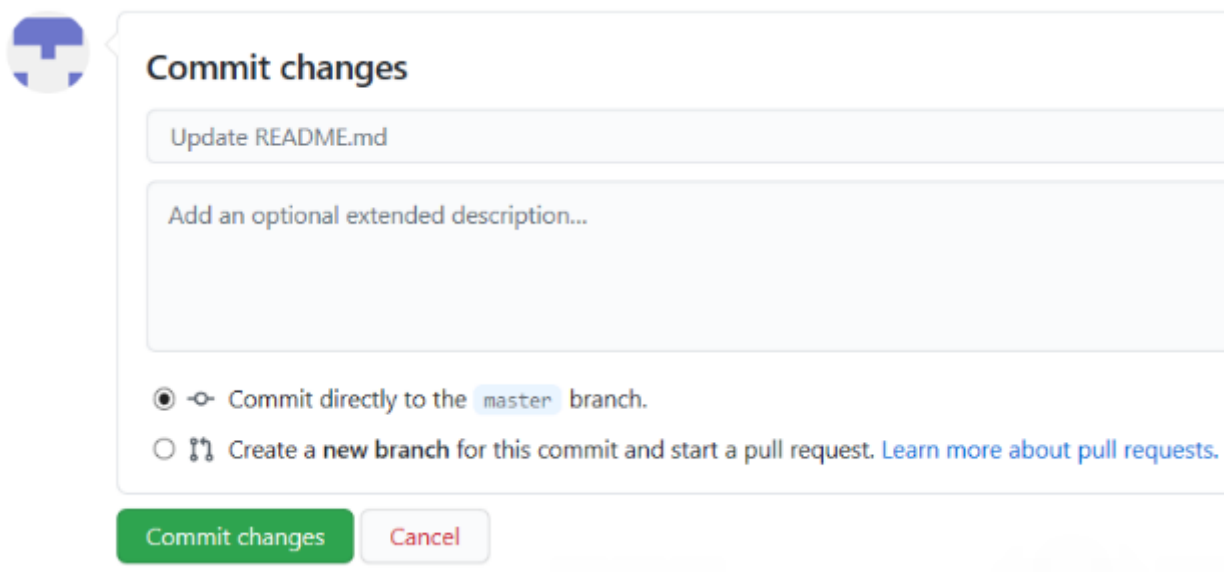 Commit changes
Update README.md
Add an optional extended description...
Commit directly to the master branch.
Create a new branch for this commit and start a pull request. Learn more about pull requests.
Commit changes Cancel